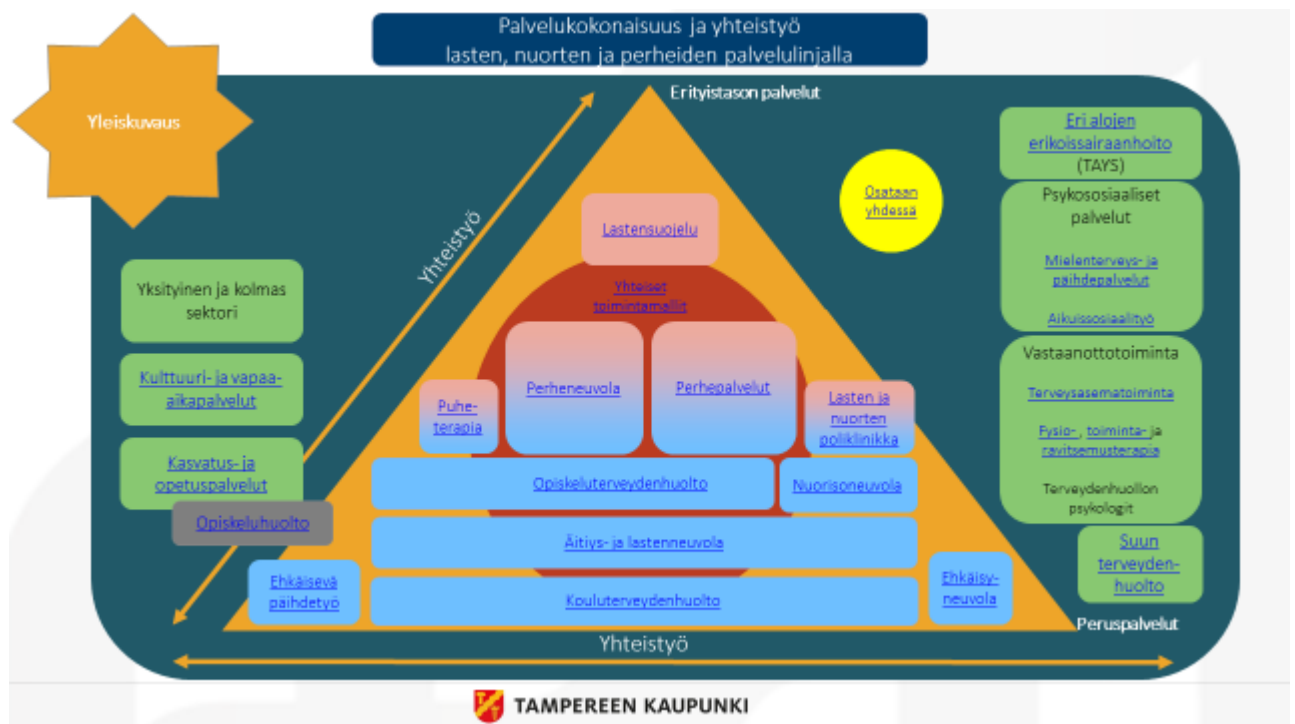 Palvelukokonaisuus ja yhteistyö
lasten, nuorten ja perheiden palvelulinjalla
Yleiskuvaus
Erityistason palvelut
Eri alojen
erikoissairaanhoito
(TAYS)
Osataan
yhdessä
Psykososiaaliset
palvelut
Mielenterveys- ja
päihdepalvelut
Aikuissosiaalityö
Yhteistyö
Lastensuojelu
Yksityinen ja kolmas
sektori
Yhteiset
toimintamallit
Kulttuuri- ja vapaa-
aikapalvelut
Perheneuvola
Perhepalvelut
Puhe-
terapia
Lasten ja
nuorten
poliklinikka
Vastaanottotoiminta
Terveysasematoiminta
Fysio- , toiminta- ja
ravitsemusterapia
Terveydenhuollon
psykologit
Kasvatus- ja
opetuspalvelut
Opiskeluterveydenhuolto
Nuorisoneuvola
Opiskeluhuolto
Äitiys- ja lastenneuvola
Suun
terveyden-
huolto
Ehkäisevä
päihdetyö
Kouluterveydenhuolto
Ehkäisy-
neuvola
Peruspalvelut
Yhteistyö
TAMPEREEN KAUPUNKI